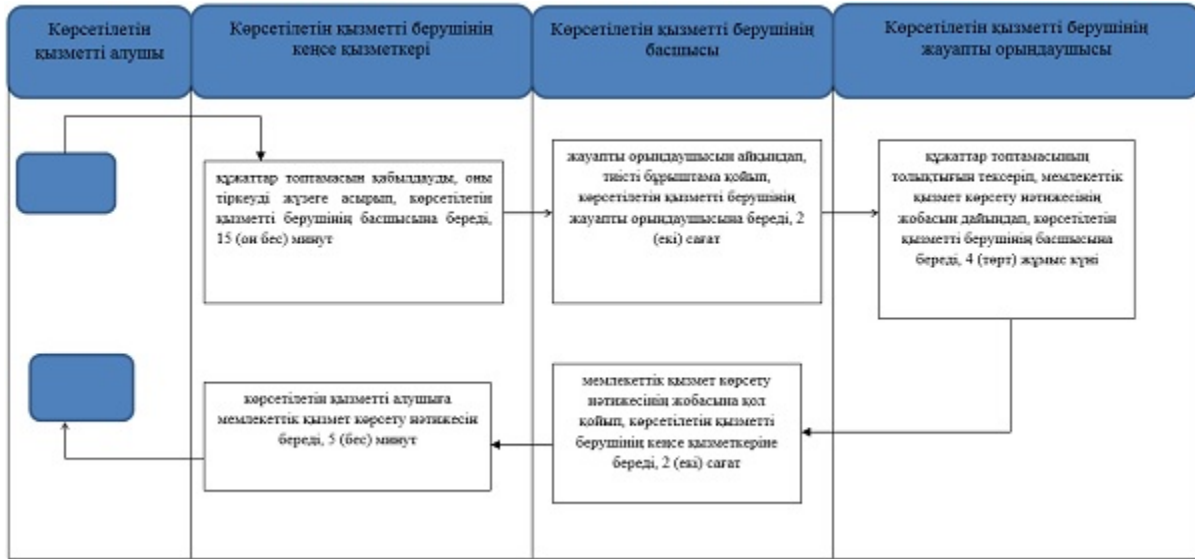 Көрсетілетін
қызметті алушы
Көрсетілетін қызметті берушінің
кеңсе қызметкері
Көрсетілетін қызметті берушінің
басшысы
Көрсетілетін қызметті берушінің
жауапты орындаушысы
құжаттар топтамасын қабылдауды, оны
тіркеуді жүзеге асырып, көрсетілетін
қызметті берушінің басшысына береді,
15 (он бес) минут
жауапты орындаушысын айқындап,
тиісті бұрыштама қойып,
көрсетілетін қызметті берушінің
жауапты орындаушысына береді, 2
(екі) сағат
құжаттар топтамасының
толықтығын тексеріп, мемлекеттік
қызмет көрсету нәтижесінің
жобасын дайындап, көрсетілетін
қызметті берушінің басшысына
береді, 4 (төрт) жұмыс күні
мемлекеттік қызмет көрсету
нәтижесінің жобасына қол
қойып, көрсетілетін қызметті
берушінің кеңсе қызметкеріне
береді, 2 (екі) сағат
көрсетілетін қызметті алушыға
мемлекеттік қызмет көрсету нәтижесін
береді, 5 (бес) минут